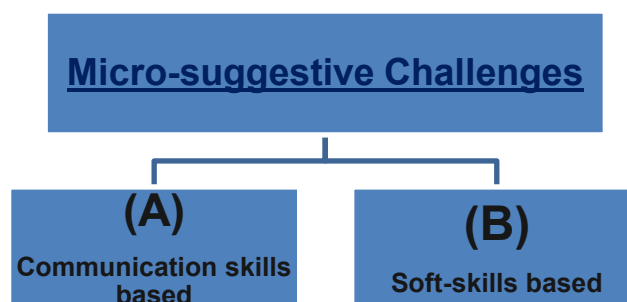 Micro-suggestive Challenges
(A)
Communication skills
based
(B)
Soft-skills based